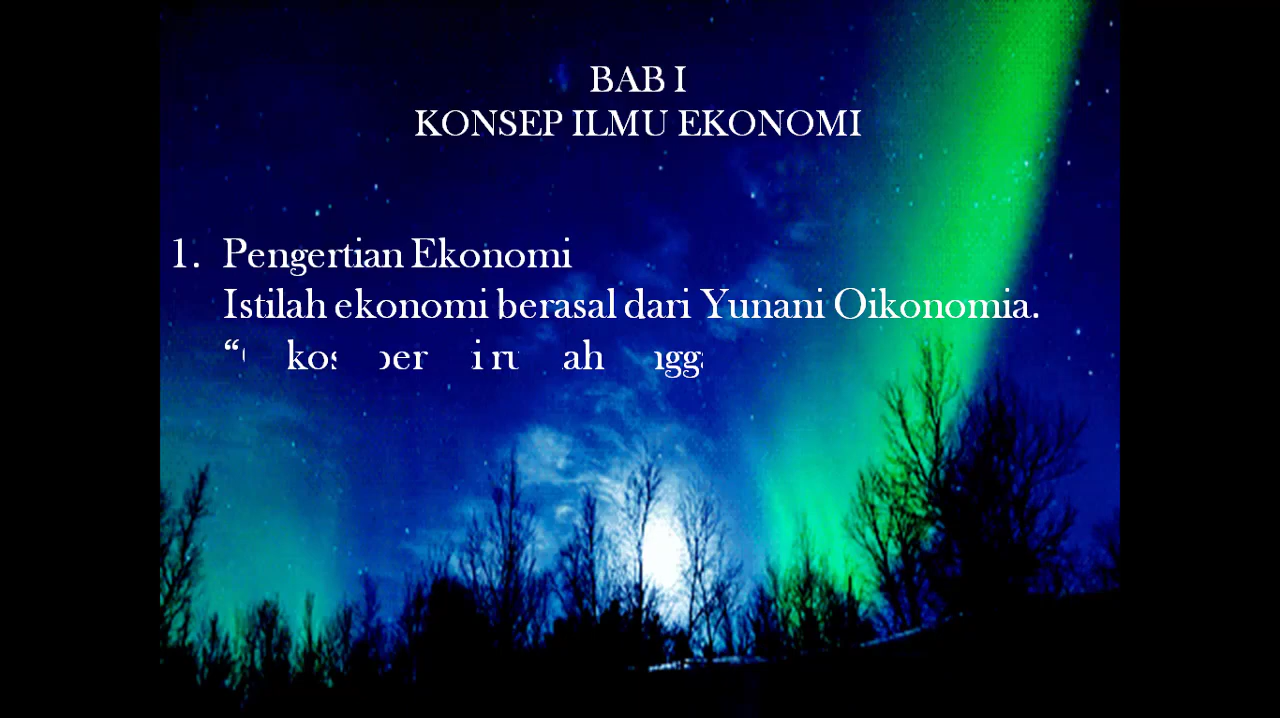 BAB I
KONSEP ILMU EKONOMI
1. Pengertian Ekonomi
Istilah ekonomi berasal dari Yunani Oikonomia.